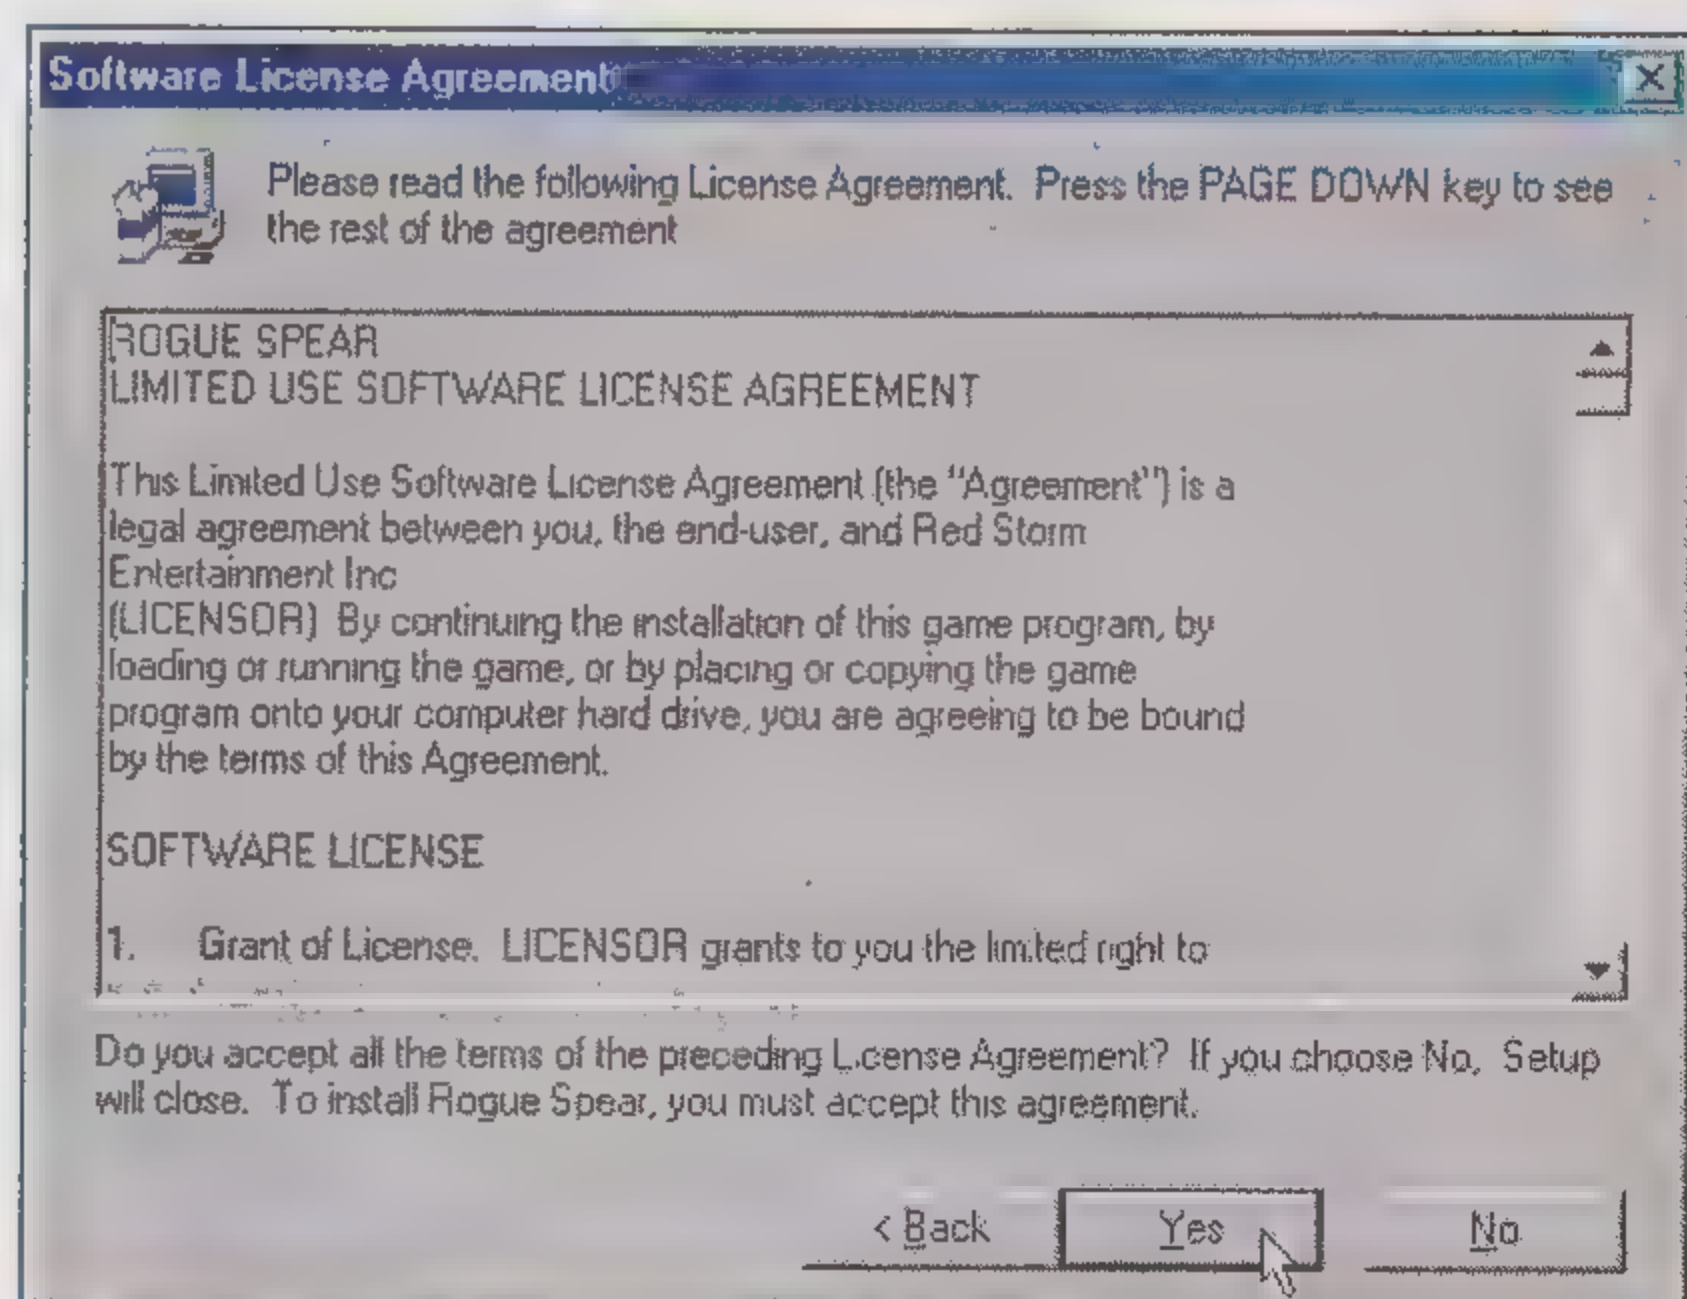 Software License Agreement
Please read the following License Agreement. Press the PAGE DOWN key to see
the rest of the agreement
ROGUE SPEAR
LIMITED USE SOFTWARE LICENSE AGREEMENT
This Limited Use Software License Agreement (the "Agreement") is a
legal agreement between you, the end-user, and Red Storm
Entertainment Inc
(LICENSOR) By continuing the installation of this game program, by
loading or running the game, or by placing or copying the game
program onto your computer hard drive, you are agreeing to be bound
by the terms of this Agreement.
SOFTWARE LICENSE
1. Grant of License. LICENSOR grants to you the limited right to
Do you accept all the terms of the preceding License Agreement? If you choose No, Setup
will close. To install Rogue Spear, you must accept this agreement.
< Back
Yes
No